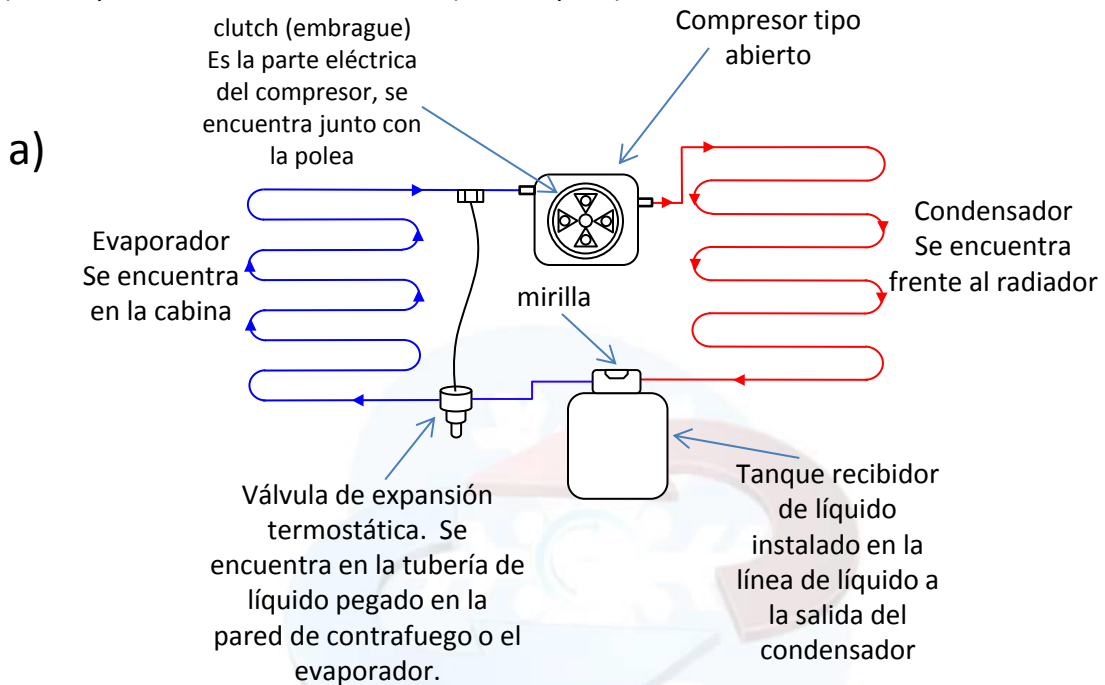 clutch (embrague)
Es la parte eléctrica
del compresor, se
encuentra junto con
la polea
Compresor tipo
abierto
a)
Evaporador
Se encuentra
en la cabina
Condensador
Se encuentra
frente al radiador
mirilla
Válvula de expansión
termostática.  Se
encuentra en la tubería de
líquido pegado en la
pared de contrafuego o el
evaporador.
Tanque recibidor
de líquido
instalado en la
línea de líquido a
la salida del
condensador